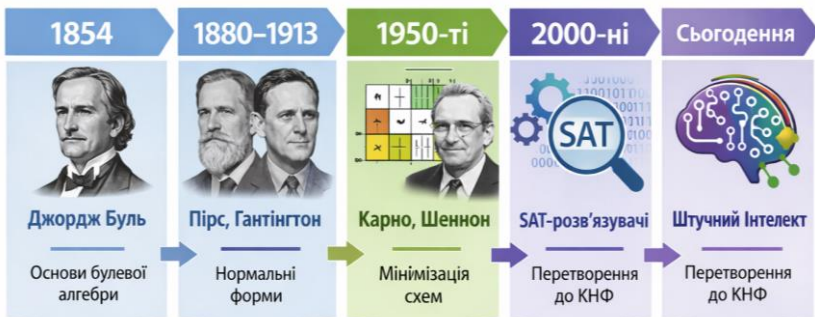 1854
1880–1913
1950-ті
2000-ні
Сьогодення
SAT
Джордж Буль
Пірс, Гантінгтон
Карно, Шеннон
SAT-розв'язувачі
Штучний Інтелект
Основи булевої
алгебри
Нормальні
форми
Мінімізація
схем
Перетворення
до КНФ
Перетворення
до КНФ